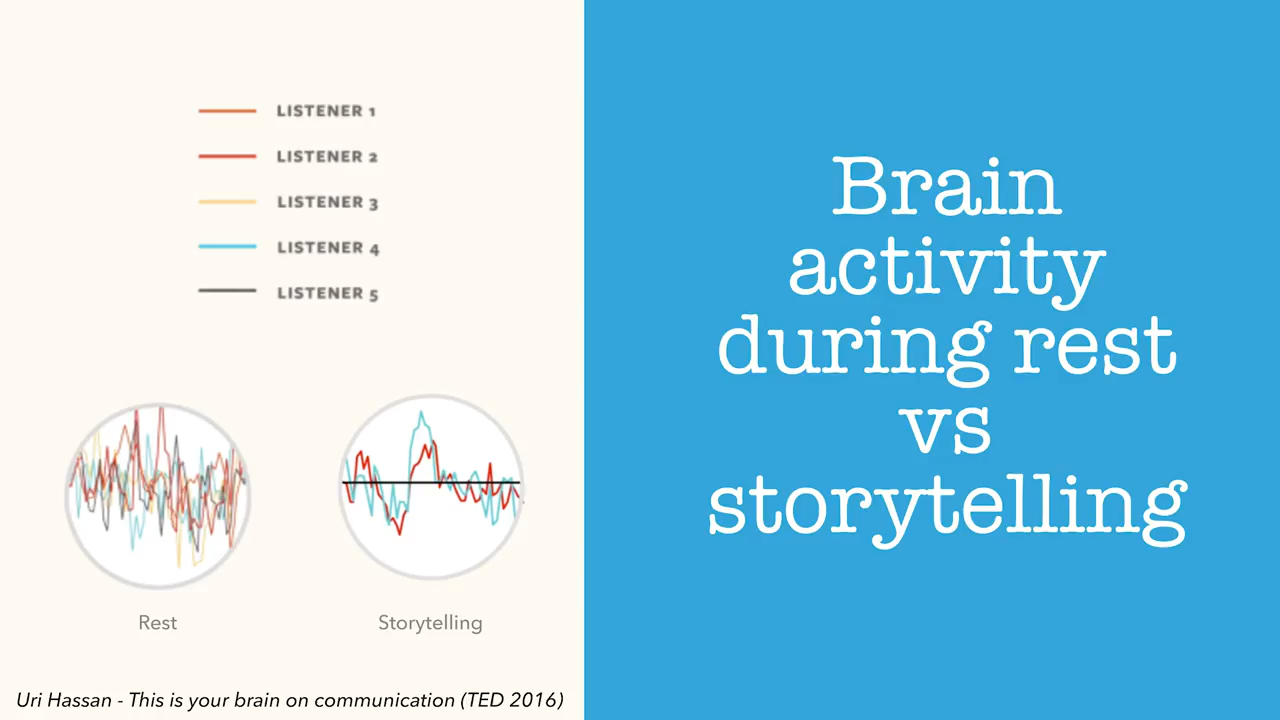 LISTENER 1
LISTENER 2
LISTENER 3
LISTENER 4
LISTENER 5
Rest
Storytelling
Uri Hassan - This is your brain on communication (TED 2016)
Brain
activity
during rest
vs
storytelling